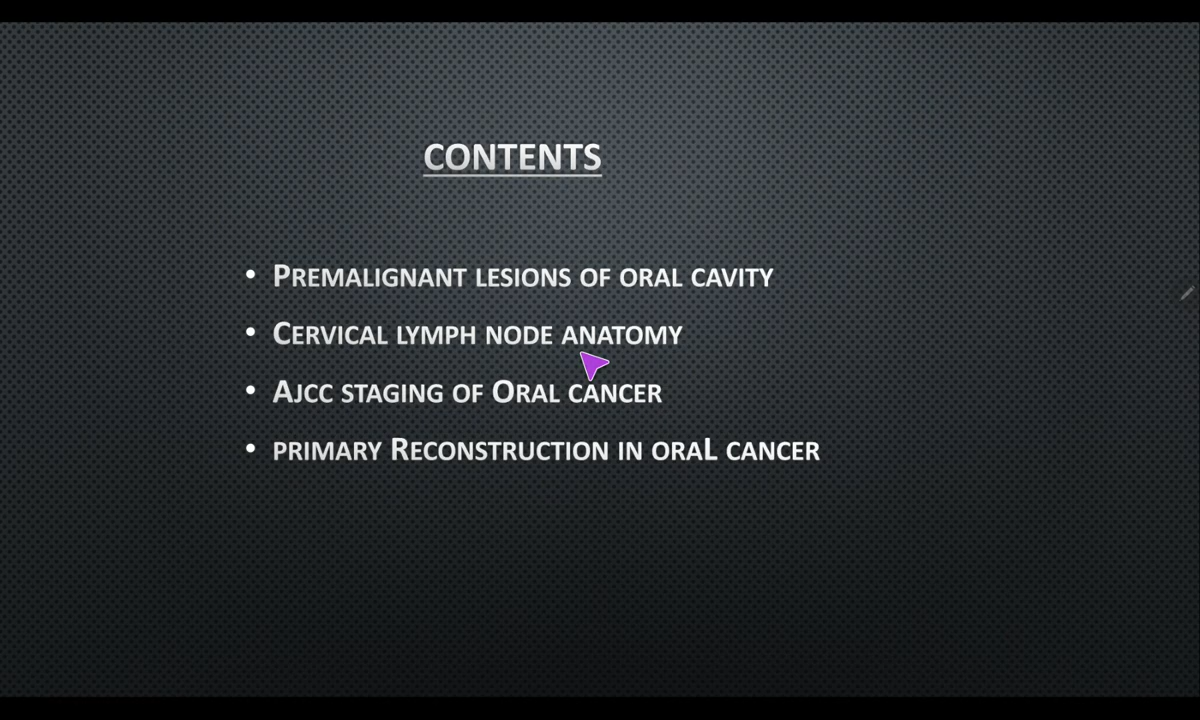 CONTENTS
• PREMALIGNANT LESIONS OF ORAL CAVITY
• CERVICAL LYMPH NODE ANATOMY
• AJCC STAGING OF ORAL CANCER
• PRIMARY RECONSTRUCTION IN ORAL CANCER